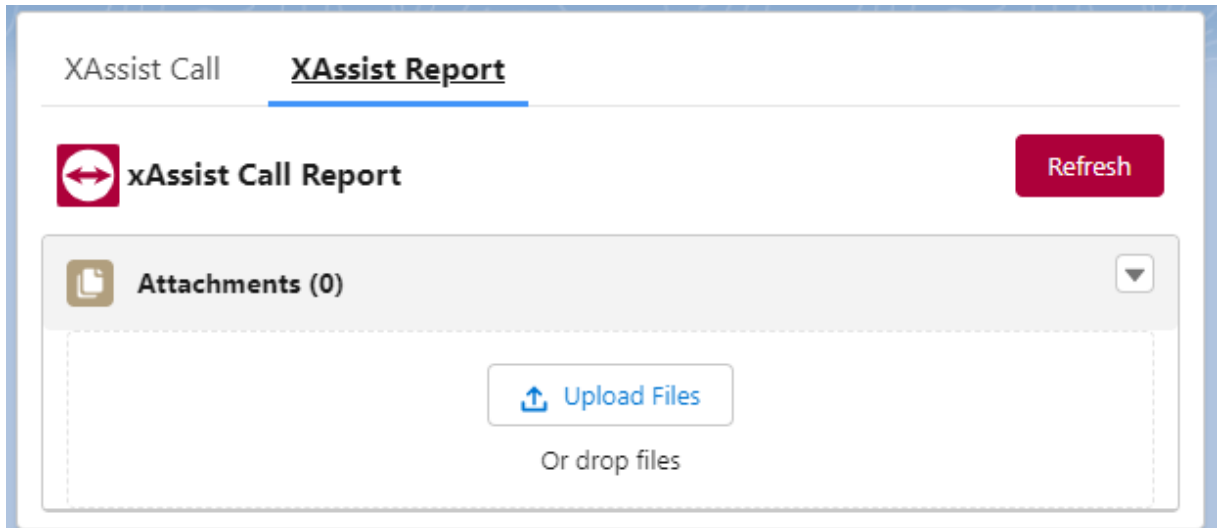 XAssist Call XAssist Report
xAssist Call Report
Refresh
Attachments (0)
Upload Files
Or drop files